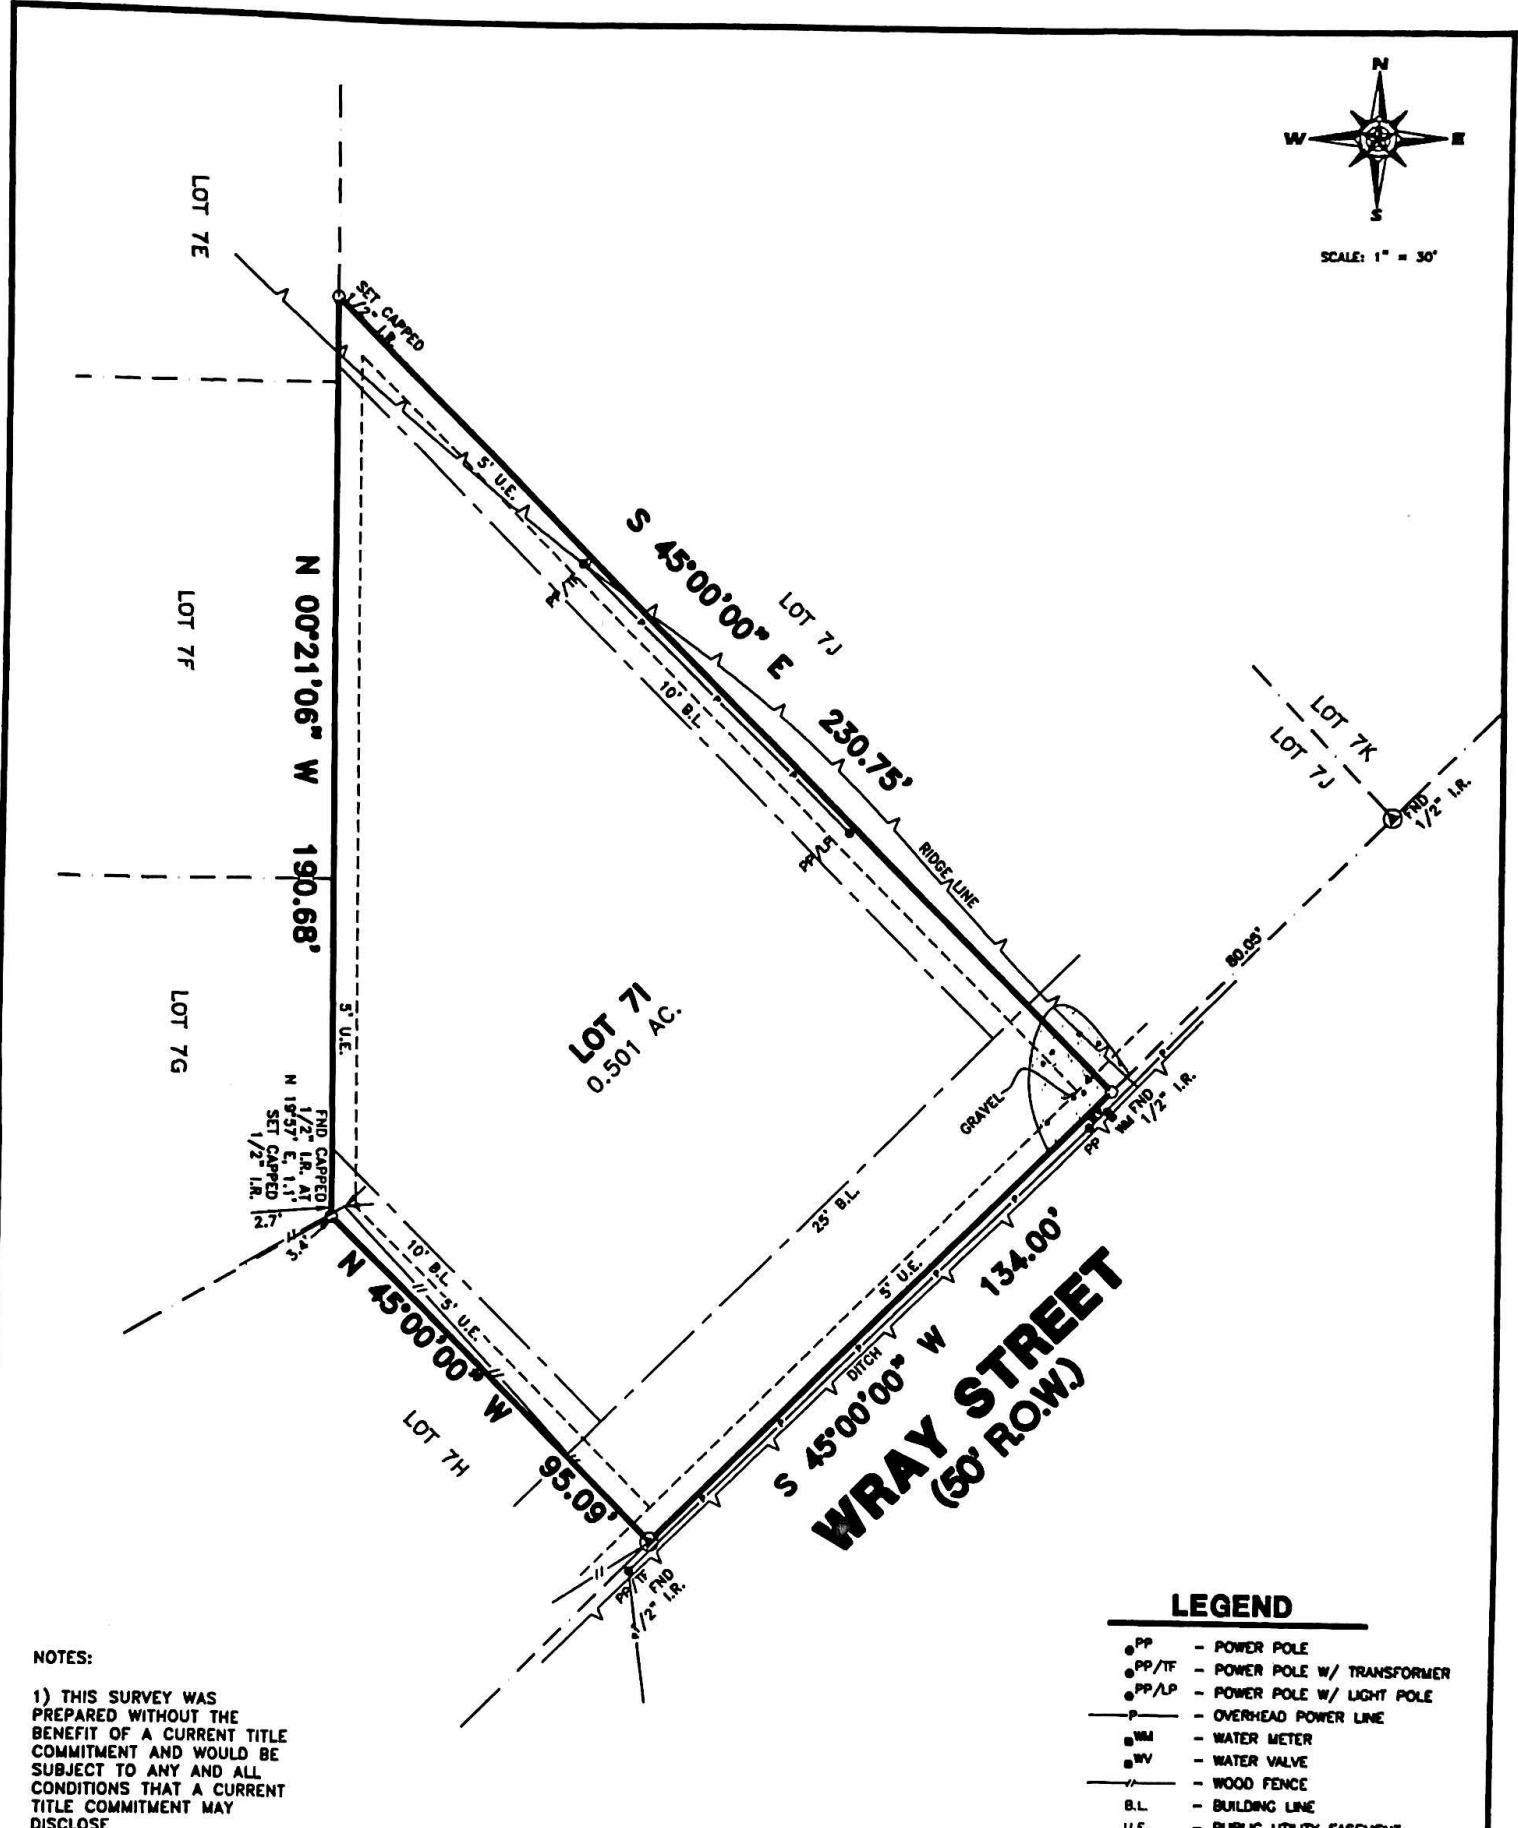 N
W
E
S
SCALE: 1" = 30'
LOT 7E
SET CAPPED
1/2" I.R.
5' U.E.
S 45°00'00" E 230.75'
LOT 7J
10' B.L.
LOT 7F
N 00°21'06" W 190.68'
LOT 7K
LOT 7J
FND
1/2" I.R.
PP/LP
RIDGE LINE
80.05'
LOT 7G
5' U.E.
LOT 7I
0.501 AC.
GRAVEL
WM
FND
1/2" I.R.
PP
FND CAPPED
1/2" I.R. AT
N 19°57' E, 1.1'
SET CAPPED
1/2" I.R.
2.7'
3.4'
25' B.L.
10' B.L.
5' U.E.
5' U.E.
N 45°00'00" W 95.09'
LOT 7H
DITCH
S 45°00'00" W 134.00'
WRAY STREET
(50' R.O.W.)
PP/TF
FND
1/2" I.R.
NOTES:
1) THIS SURVEY WAS
PREPARED WITHOUT THE
BENEFIT OF A CURRENT TITLE
COMMITMENT AND WOULD BE
SUBJECT TO ANY AND ALL
CONDITIONS THAT A CURRENT
TITLE COMMITMENT MAY
DISCLOSE
LEGEND
PP - POWER POLE
PP/TF - POWER POLE W/ TRANSFORMER
PP/LP - POWER POLE W/ LIGHT POLE
P - OVERHEAD POWER LINE
WM - WATER METER
WV - WATER VALVE
// - WOOD FENCE
B.L. - BUILDING LINE
U.E. - PUBLIC UTILITY EASEMENT